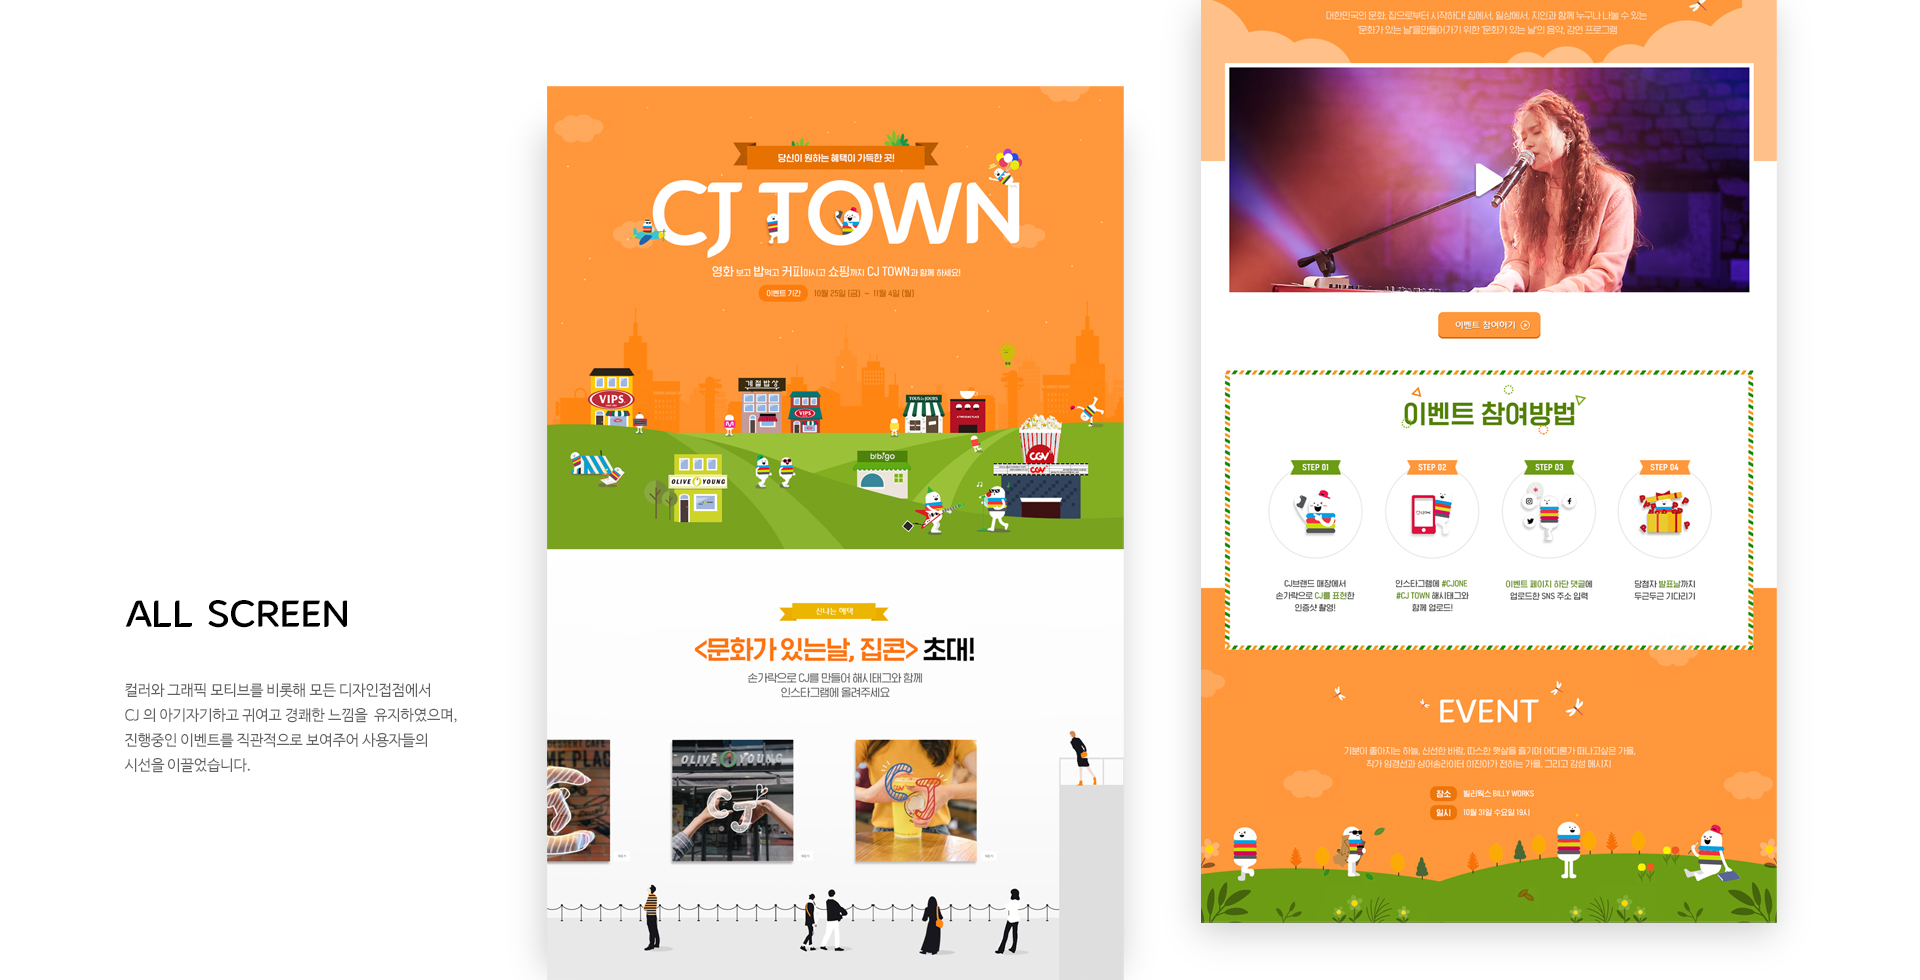 ALL SCREEN
컬러와 그래픽 모티브를 비롯해 모든 디자인접점에서
CJ 의 아기자기하고 귀여고 경쾌한 느낌을 유지하였으며,
진행중인 이벤트를 직관적으로 보여주어 사용자들의
시선을 이끌었습니다.
당신이 원하는 혜택이 가득한 곳!
CJ TOWN
영화 보고 밥먹고 커피마시고 쇼핑까지 CJ TOWN과 함께 하세요!
이벤트 기간 10월 25일 (금) ~ 11월 4일 (월)
VIPS
계절밥상
VIPS
TOUS les JOURS
A TWOSOME PLACE
OLIVE YOUNG
bibigo
CGV
CGV
신나는 혜택
<문화가 있는날, 집콘> 초대!
손가락으로 CJ를 만들어 해시태그와 함께
인스타그램에 올려주세요
DESSERT CAFE
ME PLAC
OLIVE YOUNG
CJ
CJ
대한민국의 문화, 집으로부터 시작하다! 집에서, 일상에서, 지인과 함께 누구나 나눌 수 있는
'문화가 있는 날'을만들어가기 위한 '문화가 있는 날'의 음악, 강연 프로그램
이벤트 참여하기
이벤트 참여방법
STEP 01
CJ브랜드 매장에서
손가락으로 CJ를 표현한
인증샷 촬영!
STEP 02
인스타그램에 #CJONE
#CJ TOWN 해시태그와
함께 업로드!
STEP 03
이벤트 페이지 하단 댓글에
업로드한 SNS 주소 입력
STEP 04
당첨자 발표날까지
두근두근 기다리기
EVENT
기분이 좋아지는 하늘, 신선한 바람, 따스한 햇살을 즐기며 어디론가 떠나고싶은 가을,
작가 임경선과 싱어송라이터 이진아가 전하는 가을, 그리고 감성 메시지
장소 빌리웍스 BILLY WORKS
일시 10월 31일 수요일 19시